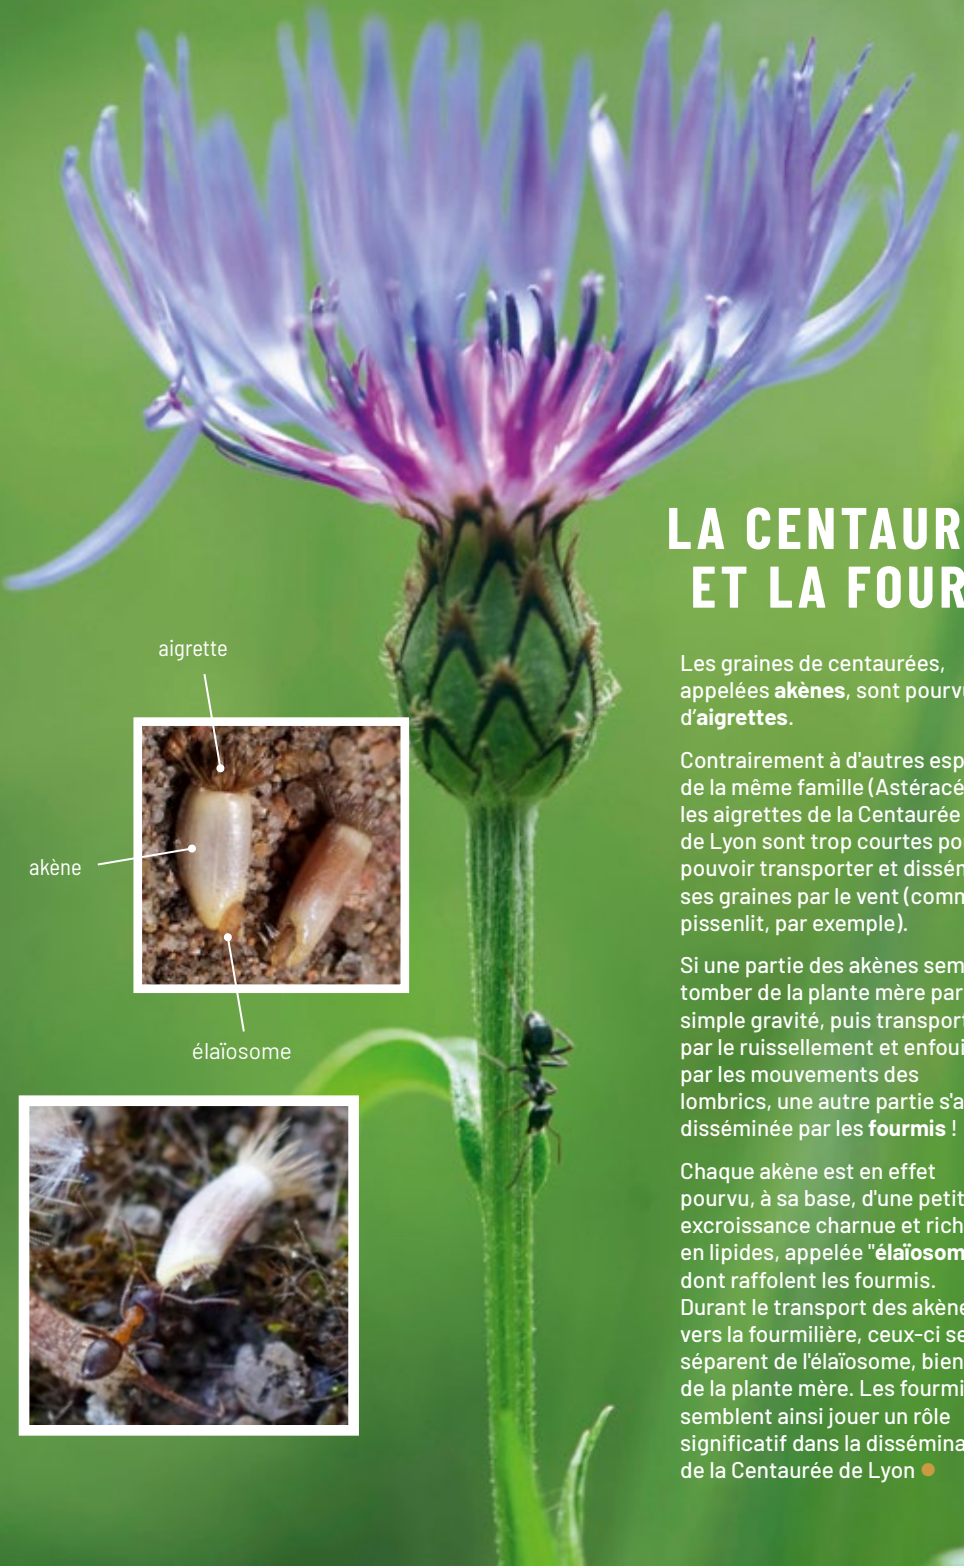 LA CENTAUR
ET LA FOUR
Les graines de centaurées,
appelées akènes, sont pourvu
d'aigrettes.
Contrairement à d'autres esp
de la même famille (Astéracé
les aigrettes de la Centaurée
de Lyon sont trop courtes po
pouvoir transporter et dissém
ses graines par le vent (comm
pissenlit, par exemple).
Si une partie des akènes sem
tomber de la plante mère par
simple gravité, puis transport
par le ruissellement et enfoui
par les mouvements des
lombrics, une autre partie s'a
disséminée par les fourmis !
Chaque akène est en effet
pourvu, à sa base, d'une petit
excroissance charnue et rich
en lipides, appelée "élaïosom
dont raffolent les fourmis.
Durant le transport des akène
vers la fourmilière, ceux-ci se
séparent de l'élaïosome, bien
de la plante mère. Les fourmi
semblent ainsi jouer un rôle
significatif dans la dissémina
de la Centaurée de Lyon
aigrette
akène
élaïosome